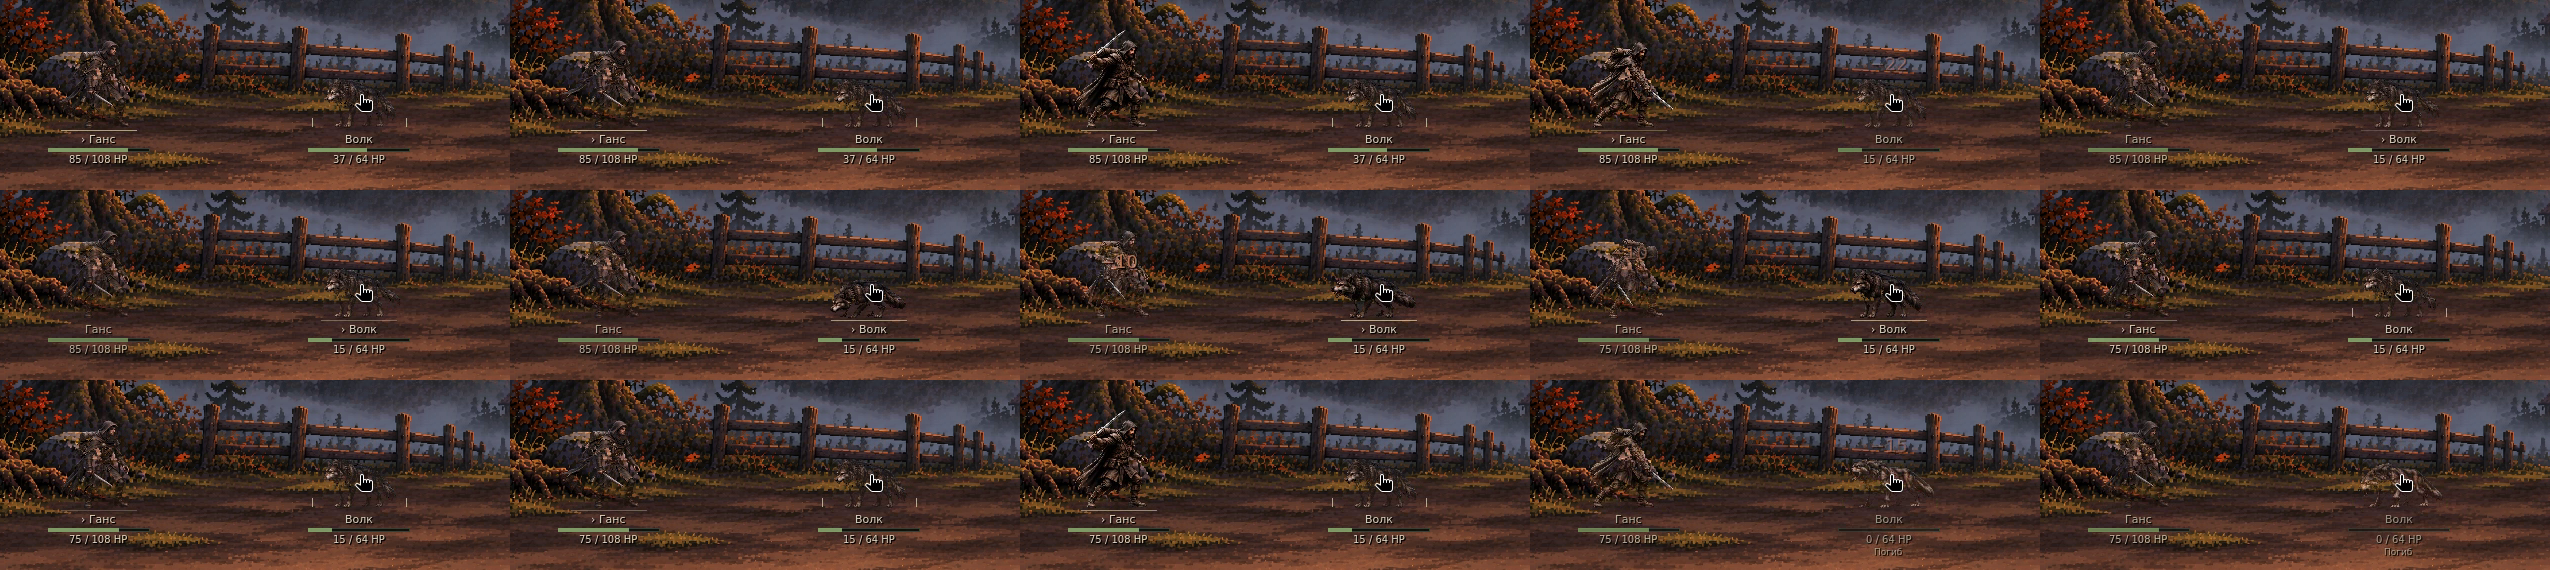 › Ганс Волк
85 / 108 HP 37 / 64 HP
› Ганс Волк
85 / 108 HP 37 / 64 HP
› Ганс Волк
85 / 108 HP 37 / 64 HP
22
› Ганс Волк
85 / 108 HP 15 / 64 HP
Ганс › Волк
85 / 108 HP 15 / 64 HP
Ганс › Волк
85 / 108 HP 15 / 64 HP
Ганс › Волк
85 / 108 HP 15 / 64 HP
10
Ганс › Волк
75 / 108 HP 15 / 64 HP
Ганс › Волк
75 / 108 HP 15 / 64 HP
› Ганс Волк
75 / 108 HP 15 / 64 HP
› Ганс Волк
75 / 108 HP 15 / 64 HP
› Ганс Волк
75 / 108 HP 15 / 64 HP
› Ганс Волк
75 / 108 HP 15 / 64 HP
15
Ганс Волк
75 / 108 HP 0 / 64 HP
Погиб
Ганс Волк
75 / 108 HP 0 / 64 HP
Погиб